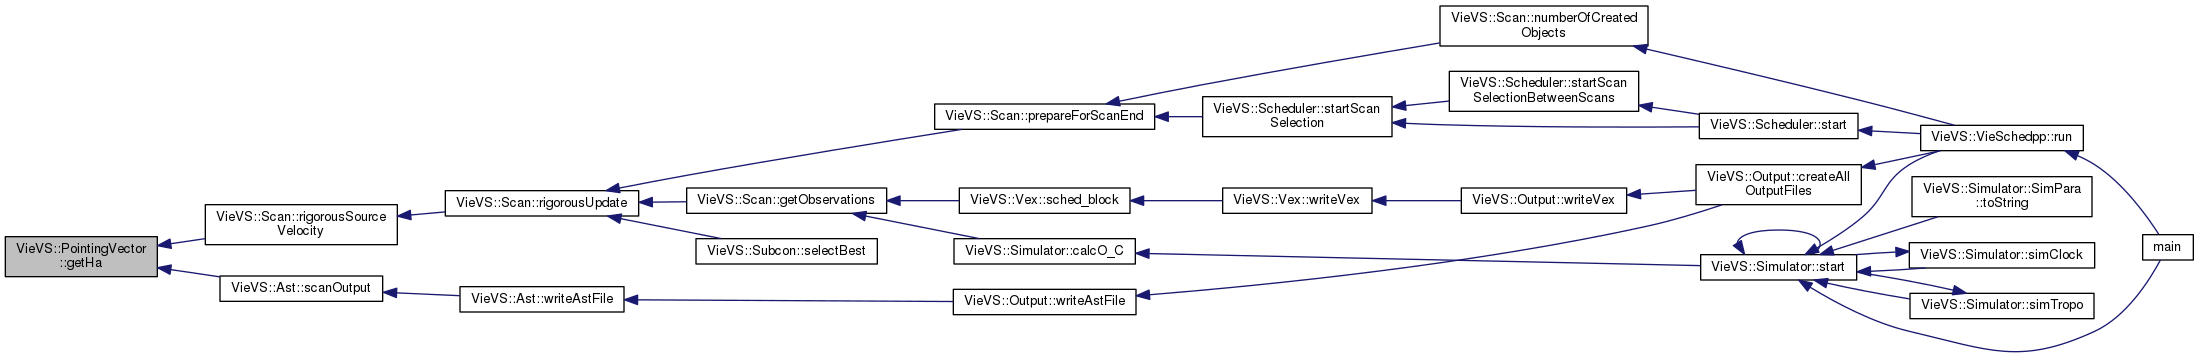 VieVS::PointingVector
::getHa
VieVS::Scan::rigorousSource
Velocity
VieVS::Ast::scanOutput
VieVS::Scan::rigorousUpdate
VieVS::Ast::writeAstFile
VieVS::Scan::prepareForScanEnd
VieVS::Scan::getObservations
VieVS::Subcon::selectBest
VieVS::Vex::sched_block
VieVS::Simulator::calcO_C
VieVS::Output::writeAstFile
VieVS::Scan::numberOfCreated
Objects
VieVS::Scheduler::startScan
Selection
VieVS::Scheduler::startScan
SelectionBetweenScans
VieVS::Vex::writeVex
VieVS::Output::writeVex
VieVS::Scheduler::start
VieVS::Output::createAll
OutputFiles
VieVS::Simulator::start
VieVS::VieSchedpp::run
VieVS::Simulator::SimPara
::toString
VieVS::Simulator::simClock
VieVS::Simulator::simTropo
main